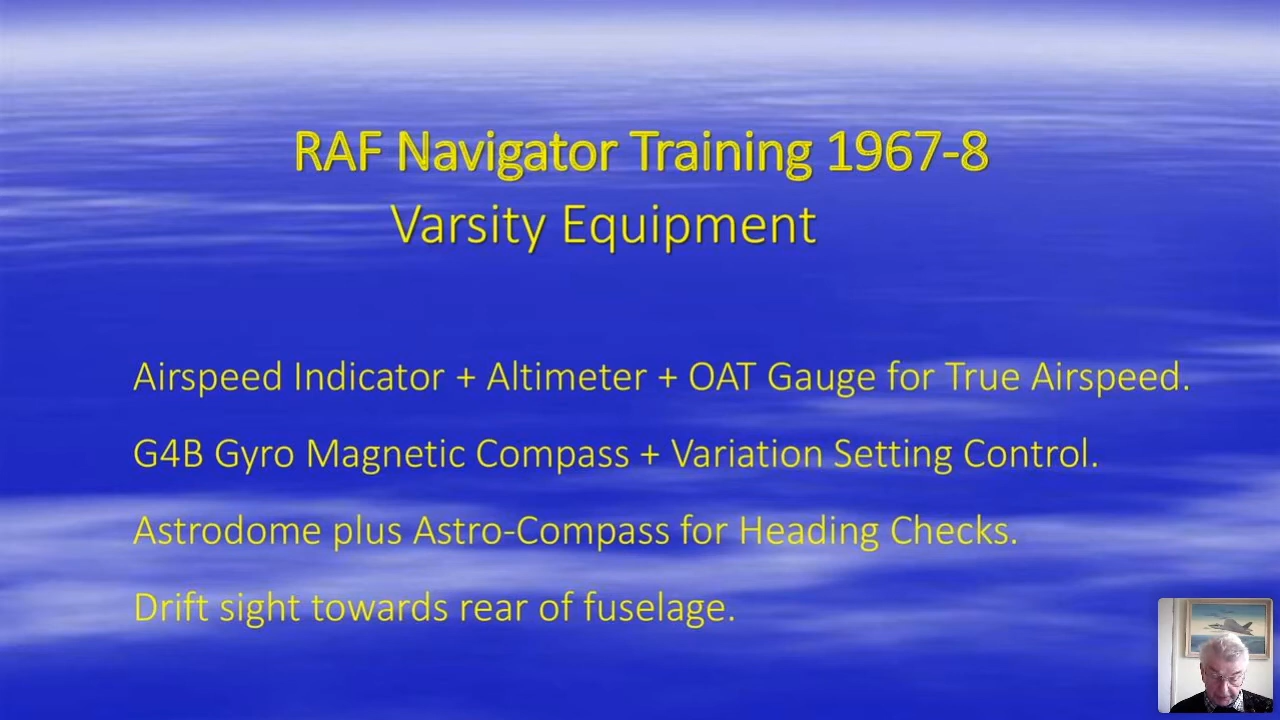 RAF Navigator Training 1967-8
Varsity Equipment
Airspeed Indicator + Altimeter + OAT Gauge for True Airspeed.
G4B Gyro Magnetic Compass + Variation Setting Control.
Astrodome plus Astro-Compass for Heading Checks.
Drift sight towards rear of fuselage.